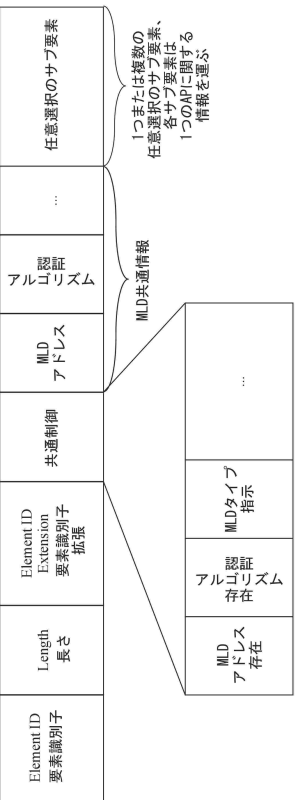 Element ID
要素識別子
Length
長さ
Element ID
Extension
要素識別子
拡張
共通制御
MLD
アドレス
認証
アルゴリズム
...
任意選択のサブ要素
MLD共通情報
1つまたは複数の
任意選択のサブ要素、
各サブ要素は
1つのAPに関する
情報を運ぶ
MLD
アドレス
存在
認証
アルゴリズム
存在
MLDタイプ
指示
...